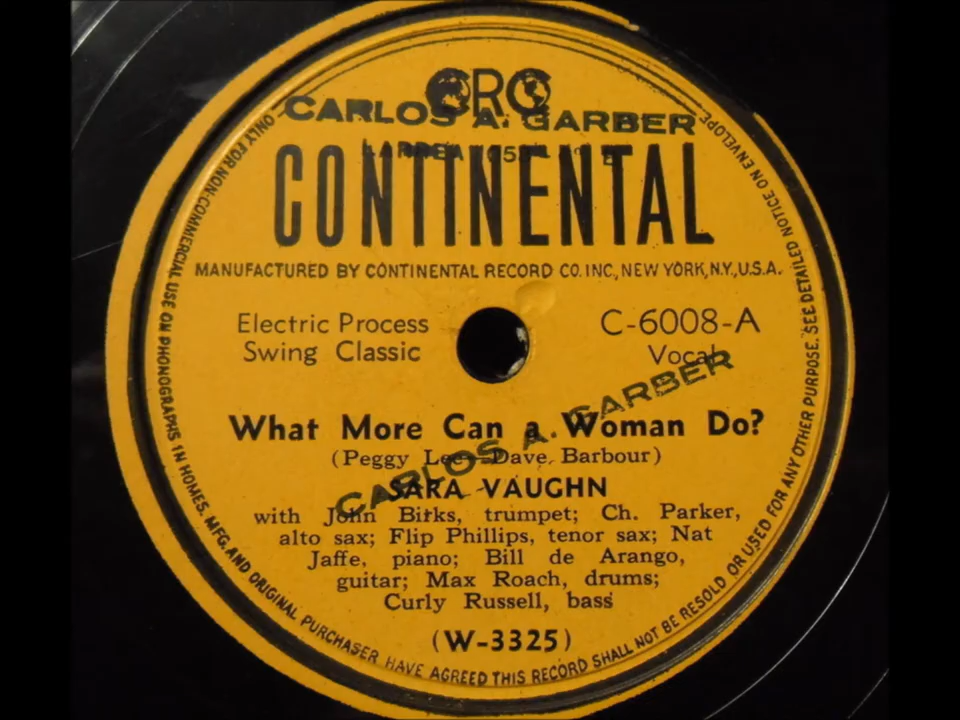 CRC
CARLOS A. GARBER
CONTINENTAL
MANUFACTURED BY CONTINENTAL RECORD CO. INC., NEW YORK, N.Y., U.S.A.
Electric Process
Swing Classic
C-6008-A
Vocal
CARLOS A. GARBER
What More Can a Woman Do?
(Peggy Lee—Dave Barbour)
SARA VAUGHN
with John Birks, trumpet; Ch. Parker,
alto sax; Flip Phillips, tenor sax; Nat
Jaffe, piano; Bill de Arango,
guitar; Max Roach, drums;
Curly Russell, bass
(W-3325)
ONLY FOR NON-COMMERCIAL USE ON PHONOGRAPHS IN HOMES. MFG. AND ORIGINAL PURCHASER HAVE AGREED THIS RECORD SHALL NOT BE RESOLD OR USED FOR ANY OTHER PURPOSE. SEE DETAILED NOTICE ON ENVELOPE